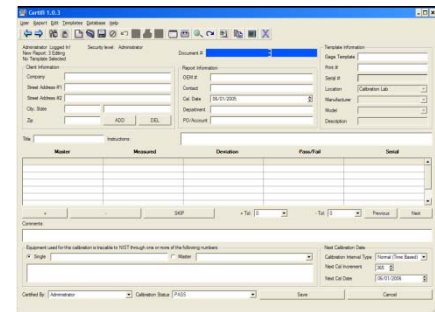 CertifI 1.0.3
User Report Edit Templates Database Help
Administrator Logged In! Security level: Administrator
New Report: 3 Editing
No Template Selected
Document #
Template Information
Gage Template
Print #
Serial #
Location Calibration Lab
Manufacturer
Model
Description
Client Information
Company
Street Address #1
Street Address #2
City, State
Zip ADD DEL
Report Information
OEM #
Contact
Cal. Date 06/01/2005
Department
PO/Account
Title Instructions:
Master Measured Deviation Pass/Fail Serial
+ - SKIP + Tol: 0 - Tol: 0 Previous Next
Comments:
Equipment used for this calibration is traceable to NIST through one or more of the following numbers:
Single Master
Next Calibration Date
Calibration Interval Type Normal (Time Based)
Next Cal Increment 365
Next Cal Date 06/01/2006
Certified By: Administrator Calibration Status: PASS Save Cancel